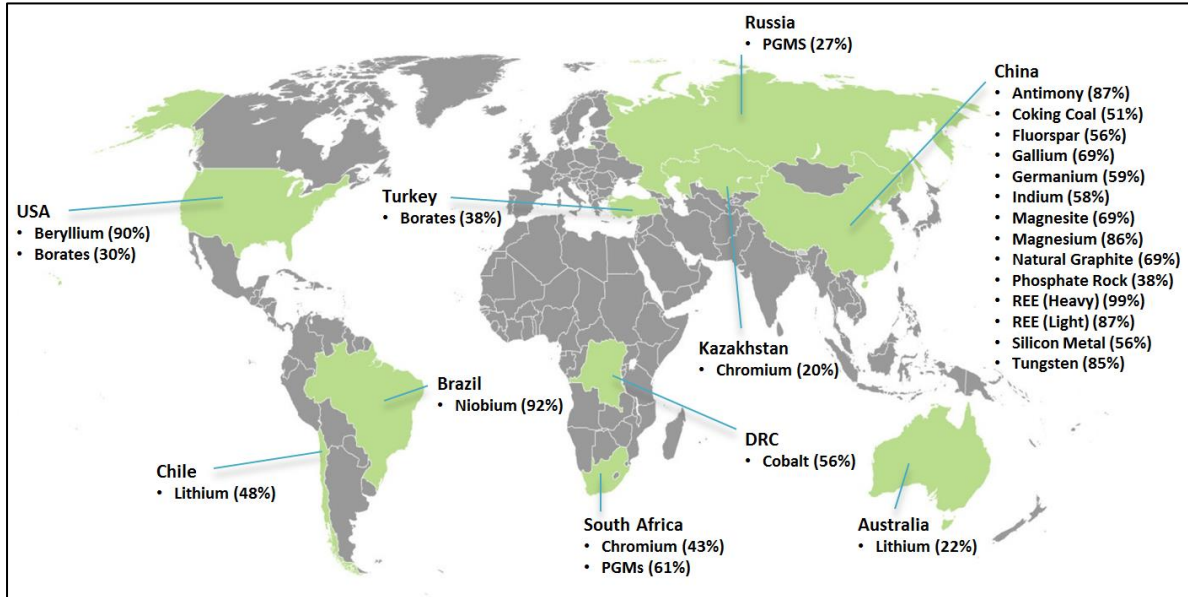 Russia
• PGMS (27%)
China
• Antimony (87%)
• Coking Coal (51%)
• Fluorspar (56%)
• Gallium (69%)
• Germanium (59%)
• Indium (58%)
• Magnesite (69%)
• Magnesium (86%)
• Natural Graphite (69%)
• Phosphate Rock (38%)
• REE (Heavy) (99%)
• REE (Light) (87%)
• Silicon Metal (56%)
• Tungsten (85%)
USA
• Beryllium (90%)
• Borates (30%)
Turkey
• Borates (38%)
Kazakhstan
• Chromium (20%)
Brazil
• Niobium (92%)
DRC
• Cobalt (56%)
Chile
• Lithium (48%)
South Africa
• Chromium (43%)
• PGMs (61%)
Australia
• Lithium (22%)